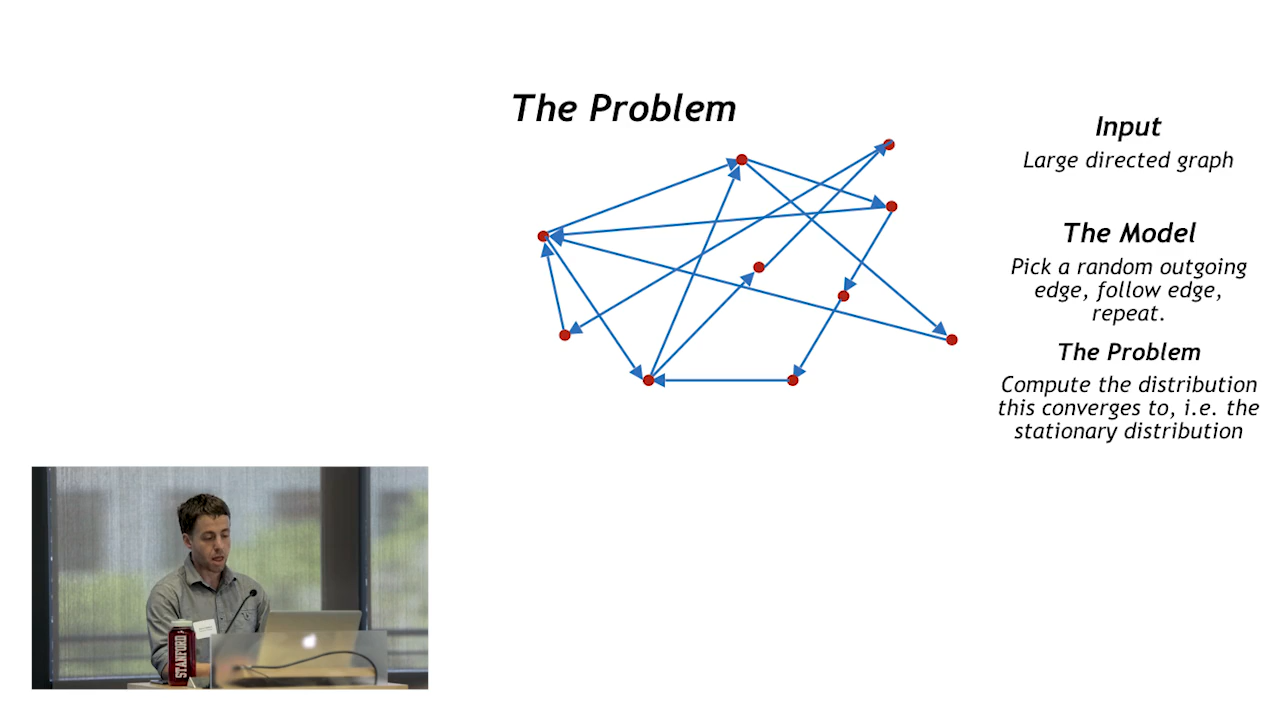 The Problem
Input
Large directed graph
The Model
Pick a random outgoing
edge, follow edge,
repeat.
The Problem
Compute the distribution
this converges to, i.e. the
stationary distribution
STANFORD